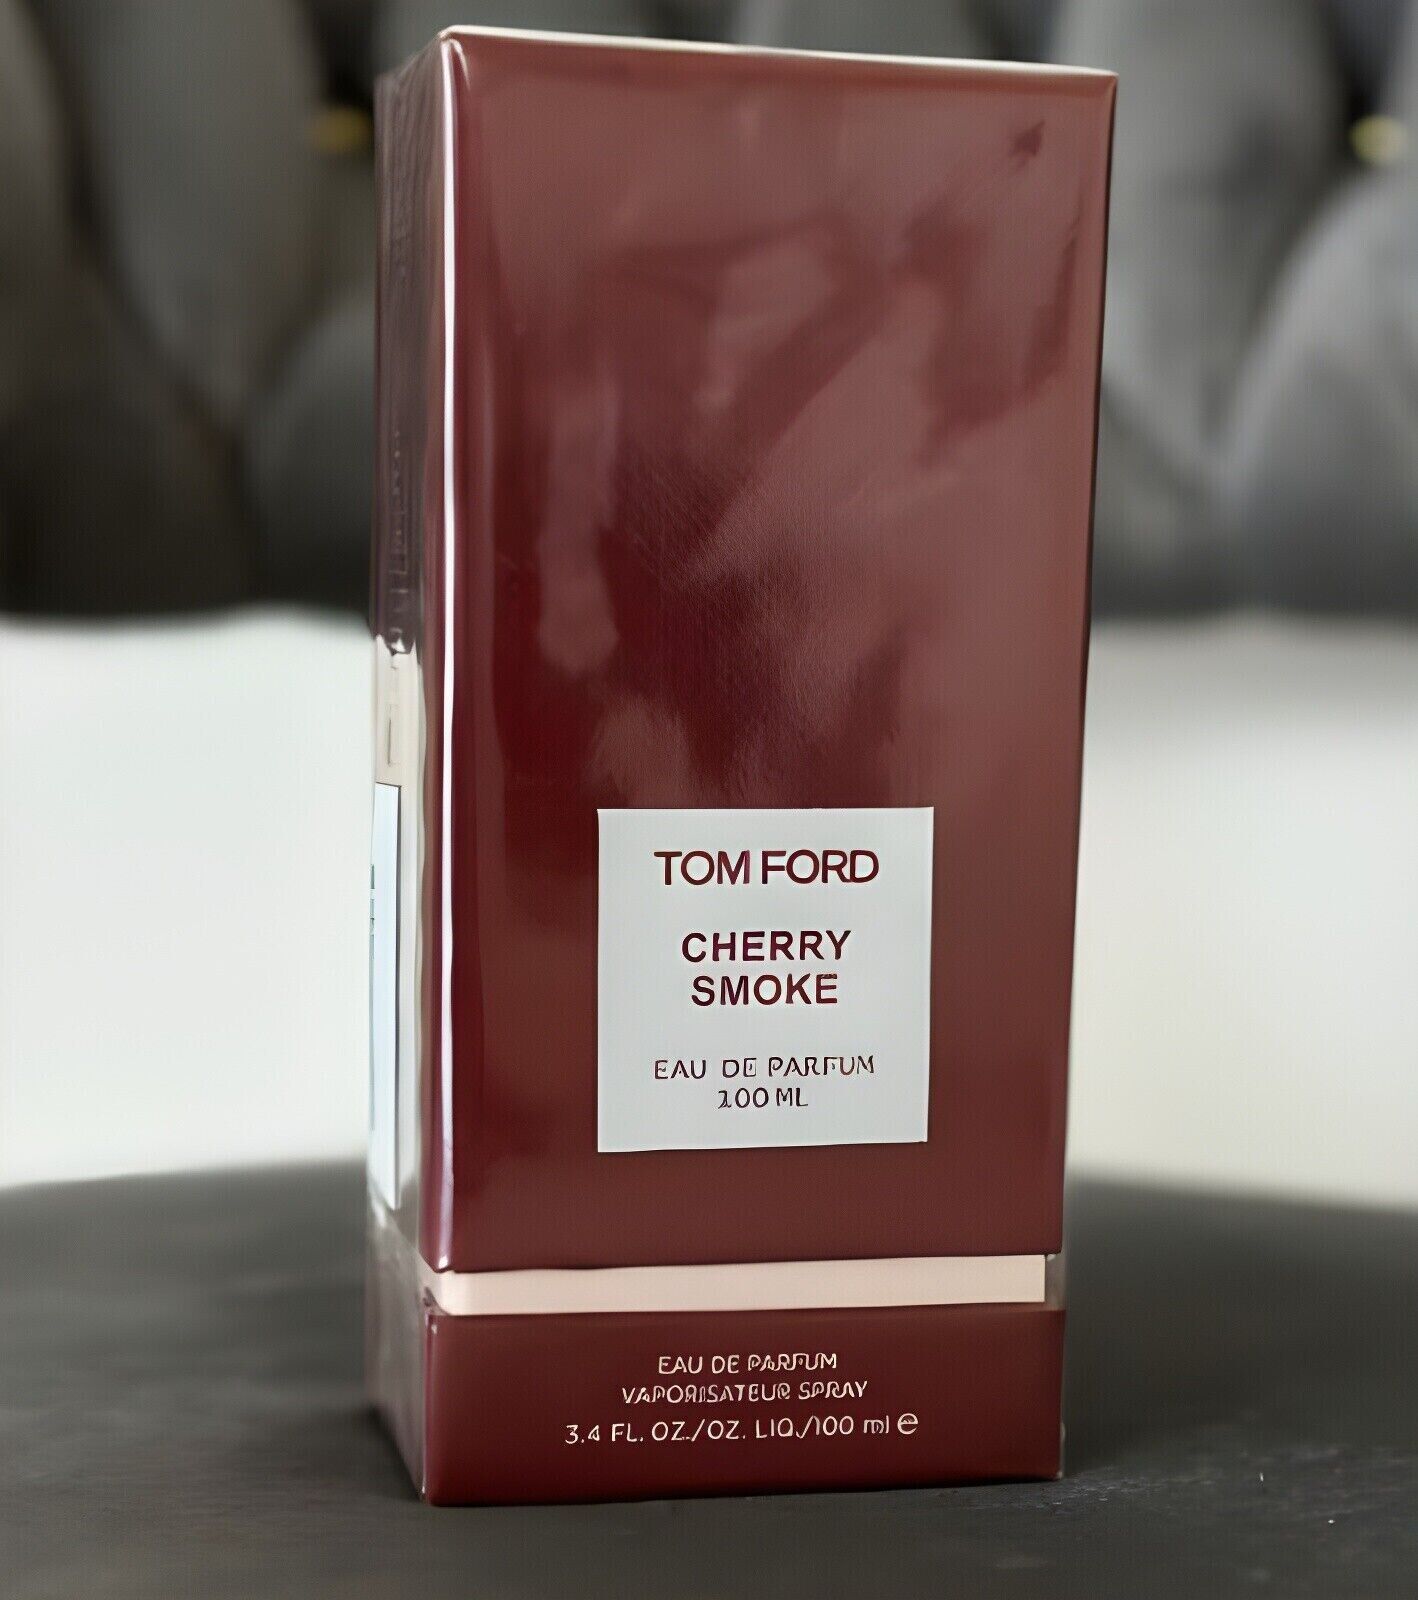 TOM FORD
CHERRY
SMOKE
EAU DE PARFUM
100 ML
EAU DE PARFUM
VAPORISATEUR SPRAY
3.4 FL. OZ./OZ. LIQ./100 ml ℮